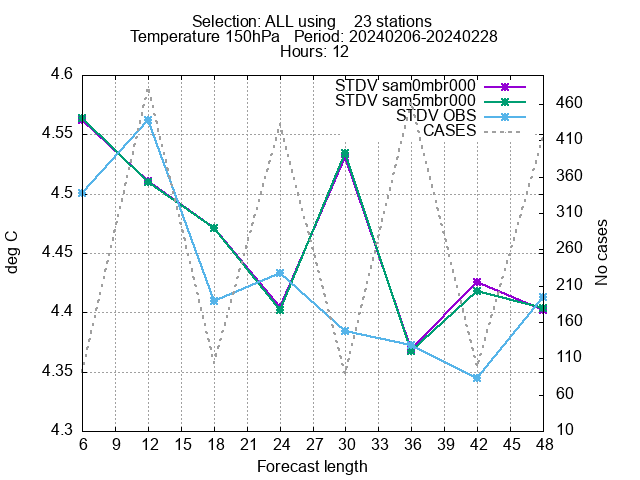 Selection: ALL using    23 stations
Temperature 150hPa   Period: 20240206-20240228
Hours: 12
STDV sam0mbr000
STDV sam5mbr000
STDV OBS
CASES
4.6
4.55
4.5
4.45
4.4
4.35
4.3
deg C
460
410
360
310
260
210
160
110
60
10
No cases
6 9 12 15 18 21 24 27 30 33 36 39 42 45 48
Forecast length